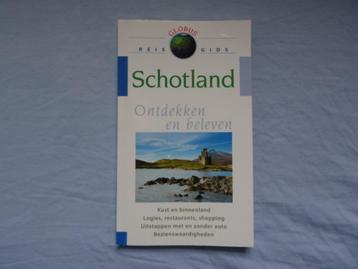 GLOBUS
REIS GIDS
Schotland
Ontdekken
en beleven
Kust en binnenland
Logies, restaurants, shopping
Uitstappen met en zonder auto
Bezienswaardigheden